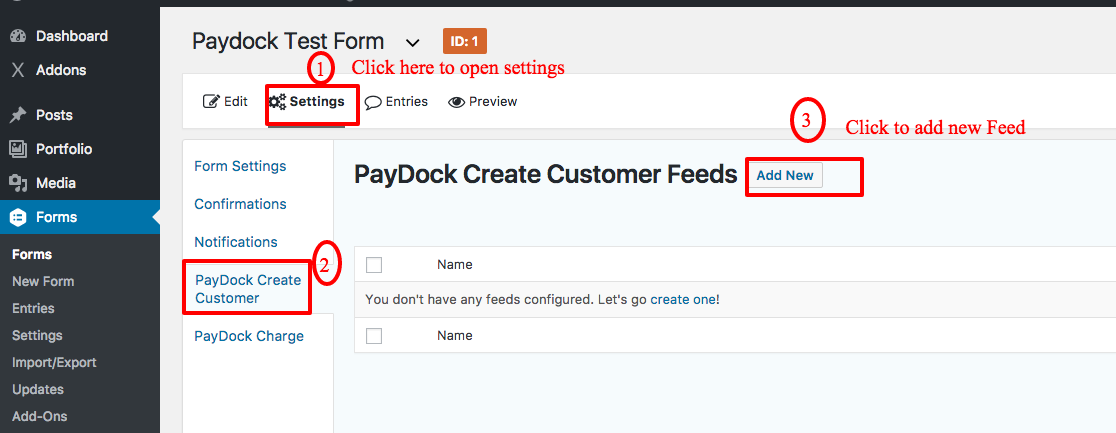 Dashboard
Addons
Posts
Portfolio
Media
Forms
Forms
New Form
Entries
Settings
Import/Export
Updates
Add-Ons
Paydock Test Form
ID: 1
1
Click here to open settings
Edit
Settings
Entries
Preview
3
Click to add new Feed
Form Settings
Confirmations
Notifications
2
PayDock Create
Customer
PayDock Charge
PayDock Create Customer Feeds
Add New
Name
You don't have any feeds configured. Let's go create one!
Name